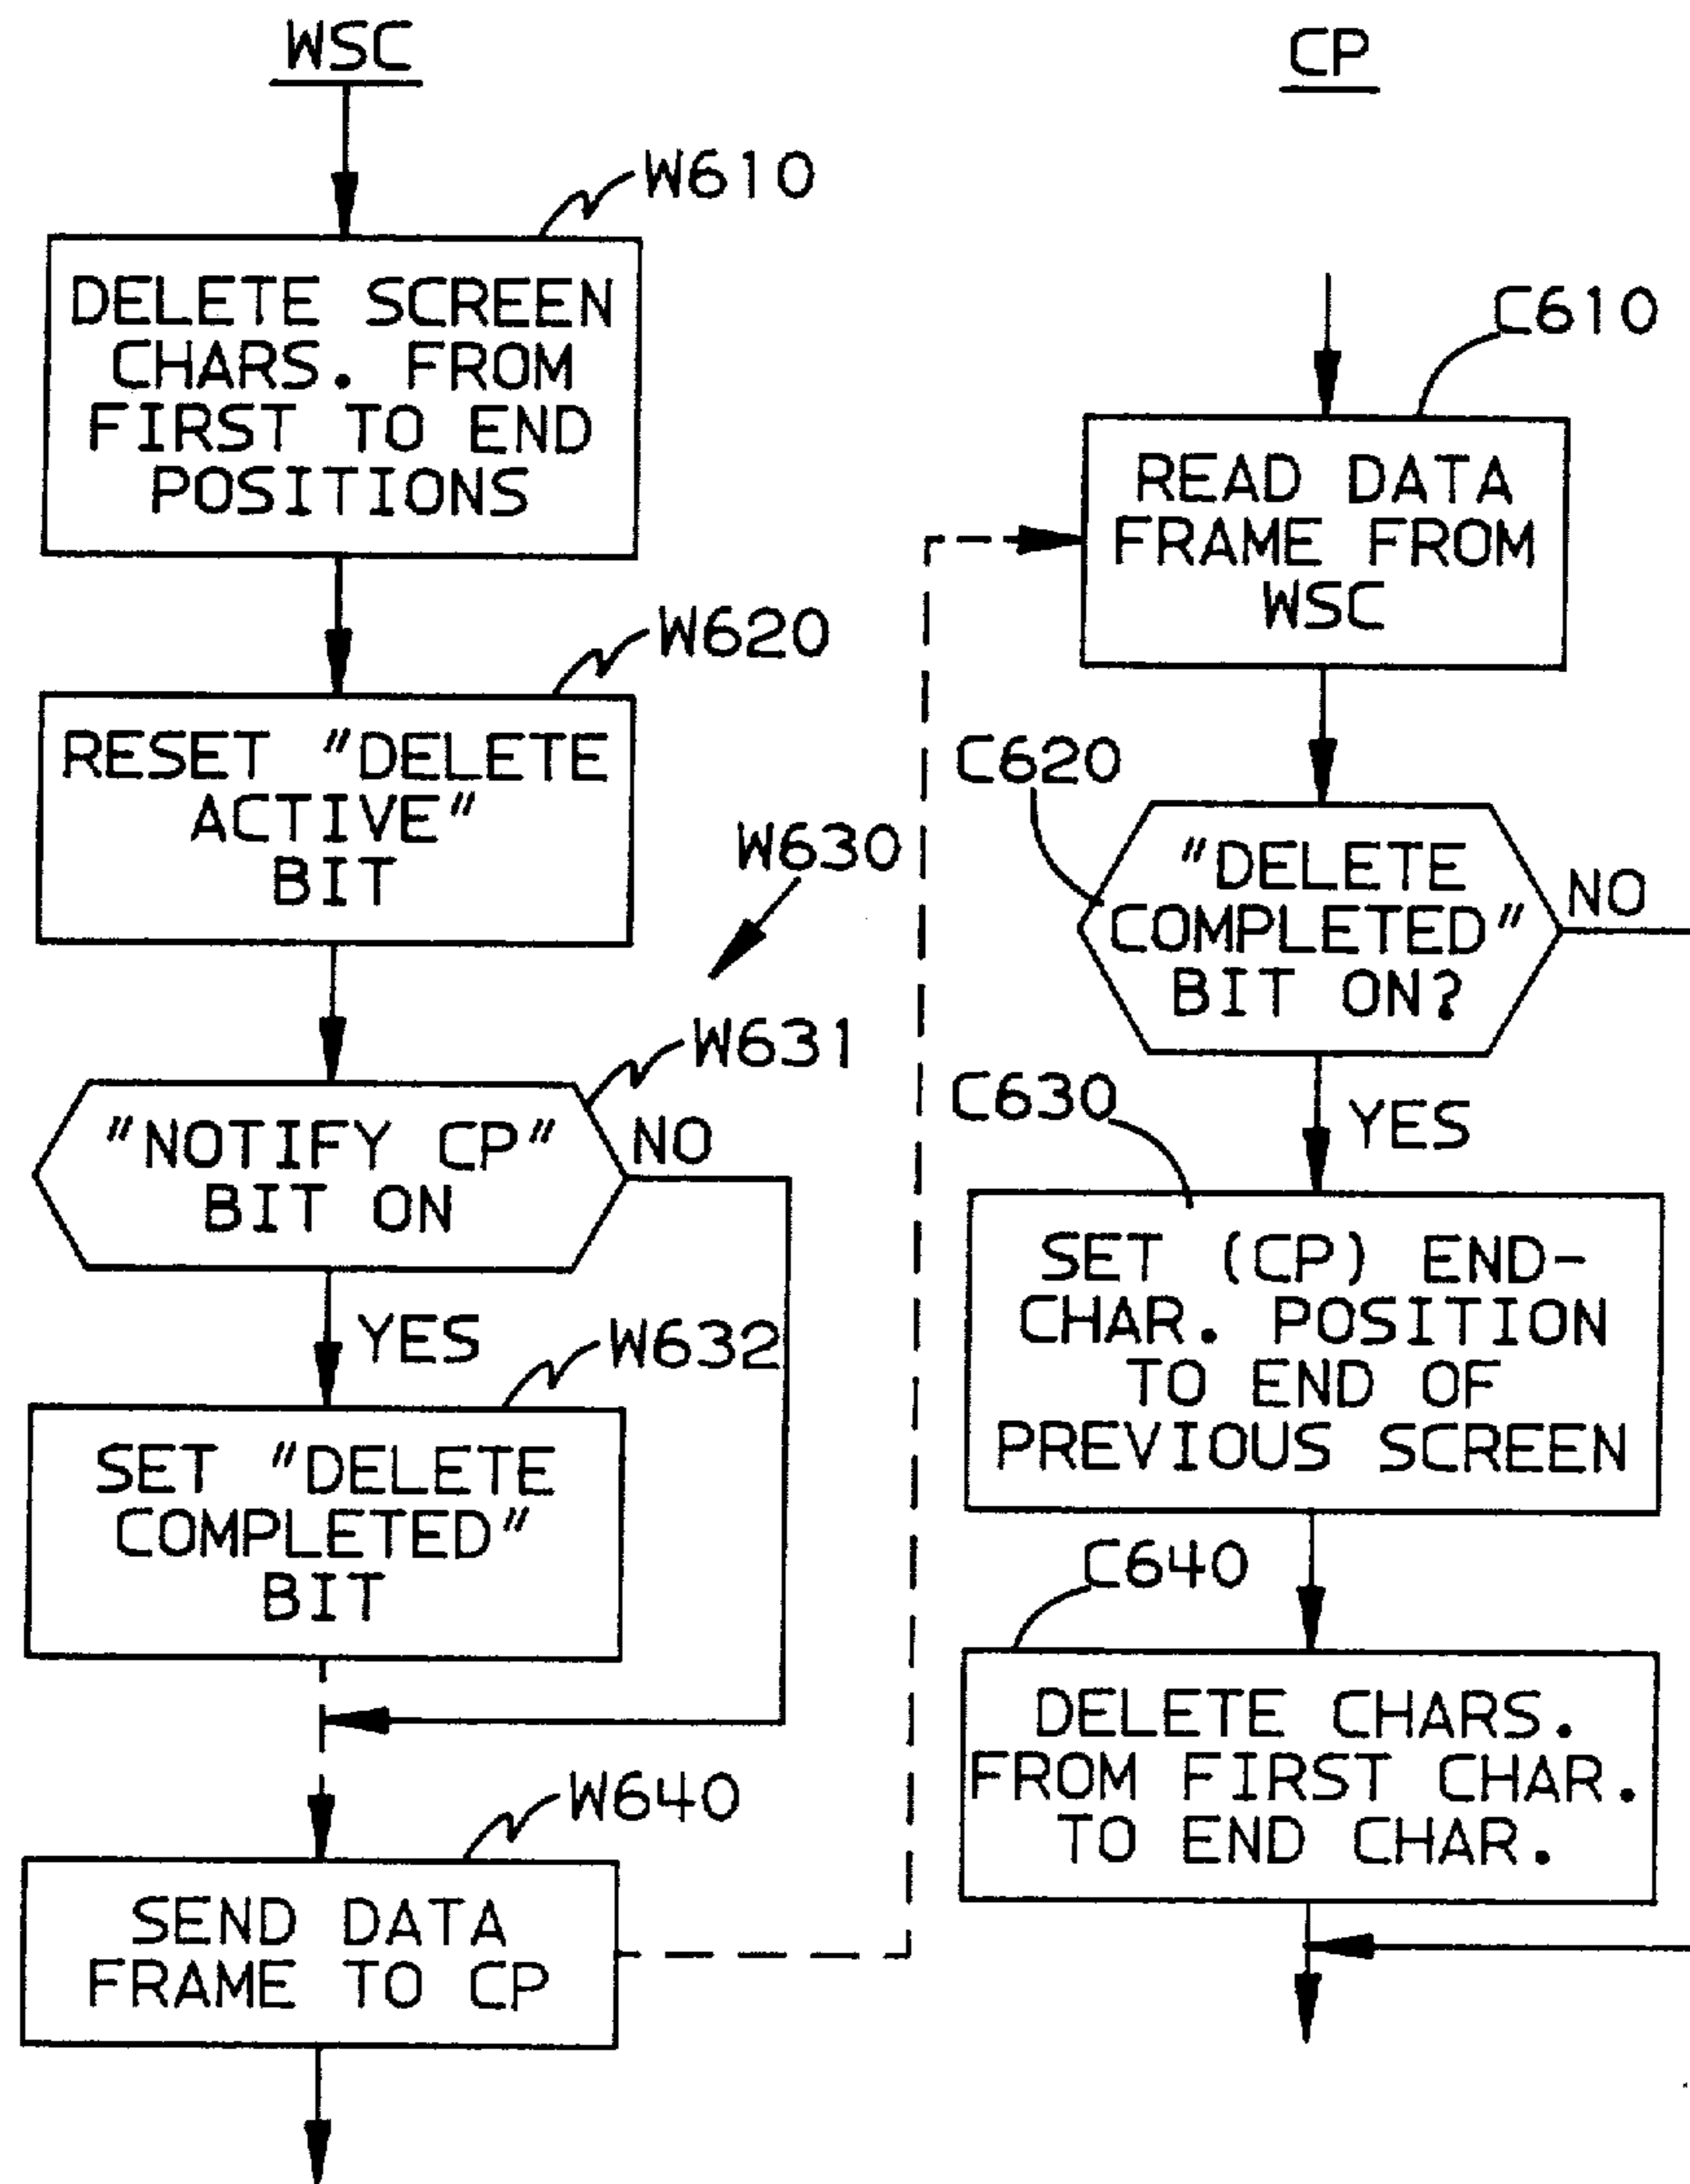 WSC
W610
DELETE SCREEN
CHARS. FROM
FIRST TO END
POSITIONS
W620
RESET "DELETE
ACTIVE"
BIT
W630
W631
"NOTIFY CP"
BIT ON
NO
YES
W632
SET "DELETE
COMPLETED"
BIT
W640
SEND DATA
FRAME TO CP
CP
C610
READ DATA
FRAME FROM
WSC
C620
"DELETE
COMPLETED"
BIT ON?
NO
YES
C630
SET (CP) END-
CHAR. POSITION
TO END OF
PREVIOUS SCREEN
C640
DELETE CHARS.
FROM FIRST CHAR.
TO END CHAR.